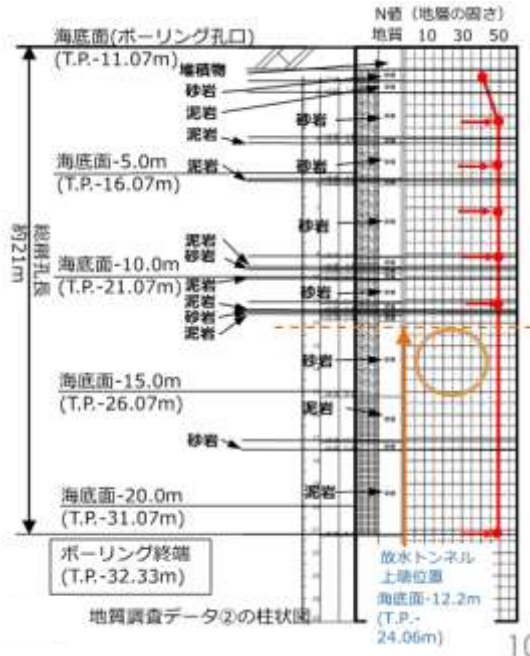 N値 (地層の固さ)
地質 10 30 50
海底面(ボーリング孔口)
(T.P.-11.07m)
堆積物
砂岩
泥岩
砂岩
泥岩
海底面-5.0m
(T.P.-16.07m)
泥岩
砂岩
砂岩
総削孔長
約21m
泥岩
砂岩
海底面-10.0m
(T.P.-21.07m)
泥岩
砂岩
泥岩
砂岩
泥岩
砂岩
海底面-15.0m
(T.P.-26.07m)
泥岩
砂岩
海底面-20.0m
(T.P.-31.07m)
泥岩
ボーリング終端
(T.P.-32.33m)
放水トンネル
上端位置
海底面-12.2m
(T.P.-
24.06m)
地質調査データ②の柱状図
10